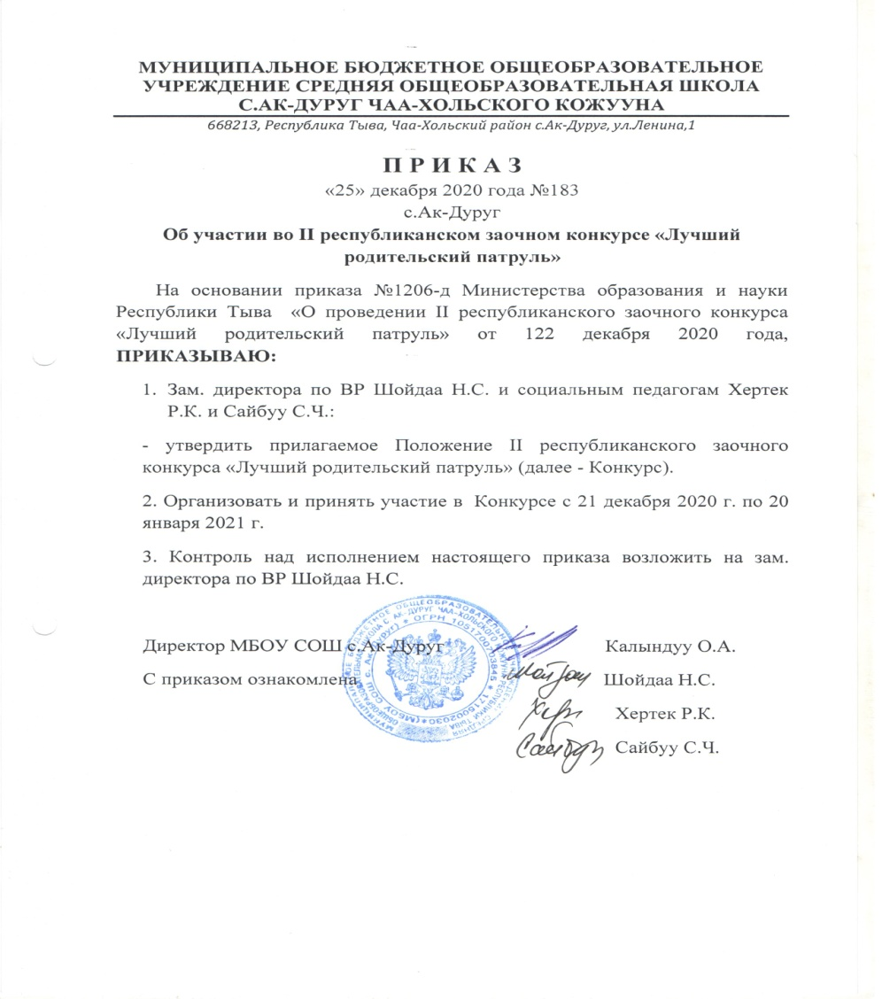 МУНИЦИПАЛЬНОЕ БЮДЖЕТНОЕ ОБЩЕОБРАЗОВАТЕЛЬНОЕ
УЧРЕЖДЕНИЕ СРЕДНЯЯ ОБЩЕОБРАЗОВАТЕЛЬНАЯ ШКОЛА
С.АК-ДУРУГ ЧАА-ХОЛЬСКОГО КОЖУУНА
668213, Республика Тыва, Чаа-Хольский район с.Ак-Дуруг, ул.Ленина,1
П Р И К А З
«25» декабря 2020 года №183
с.Ак-Дуруг
Об участии во II республиканском заочном конкурсе «Лучший
родительский патруль»
На основании приказа №1206-д Министерства образования и науки
Республики Тыва «О проведении II республиканского заочного конкурса
«Лучший родительский патруль» от 122 декабря 2020 года,
ПРИКАЗЫВАЮ:
1. Зам. директора по ВР Шойдаа Н.С. и социальным педагогам Хертек
Р.К. и Сайбуу С.Ч.:
- утвердить прилагаемое Положение II республиканского заочного
конкурса «Лучший родительский патруль» (далее - Конкурс).
2. Организовать и принять участие в Конкурсе с 21 декабря 2020 г. по 20
января 2021 г.
3. Контроль над исполнением настоящего приказа возложить на зам.
директора по ВР Шойдаа Н.С.
Директор МБОУ СОШ с.Ак-Дуруг Калындуу О.А.
С приказом ознакомлена Шойдаа Н.С.
Хертек Р.К.
Сайбуу С.Ч.